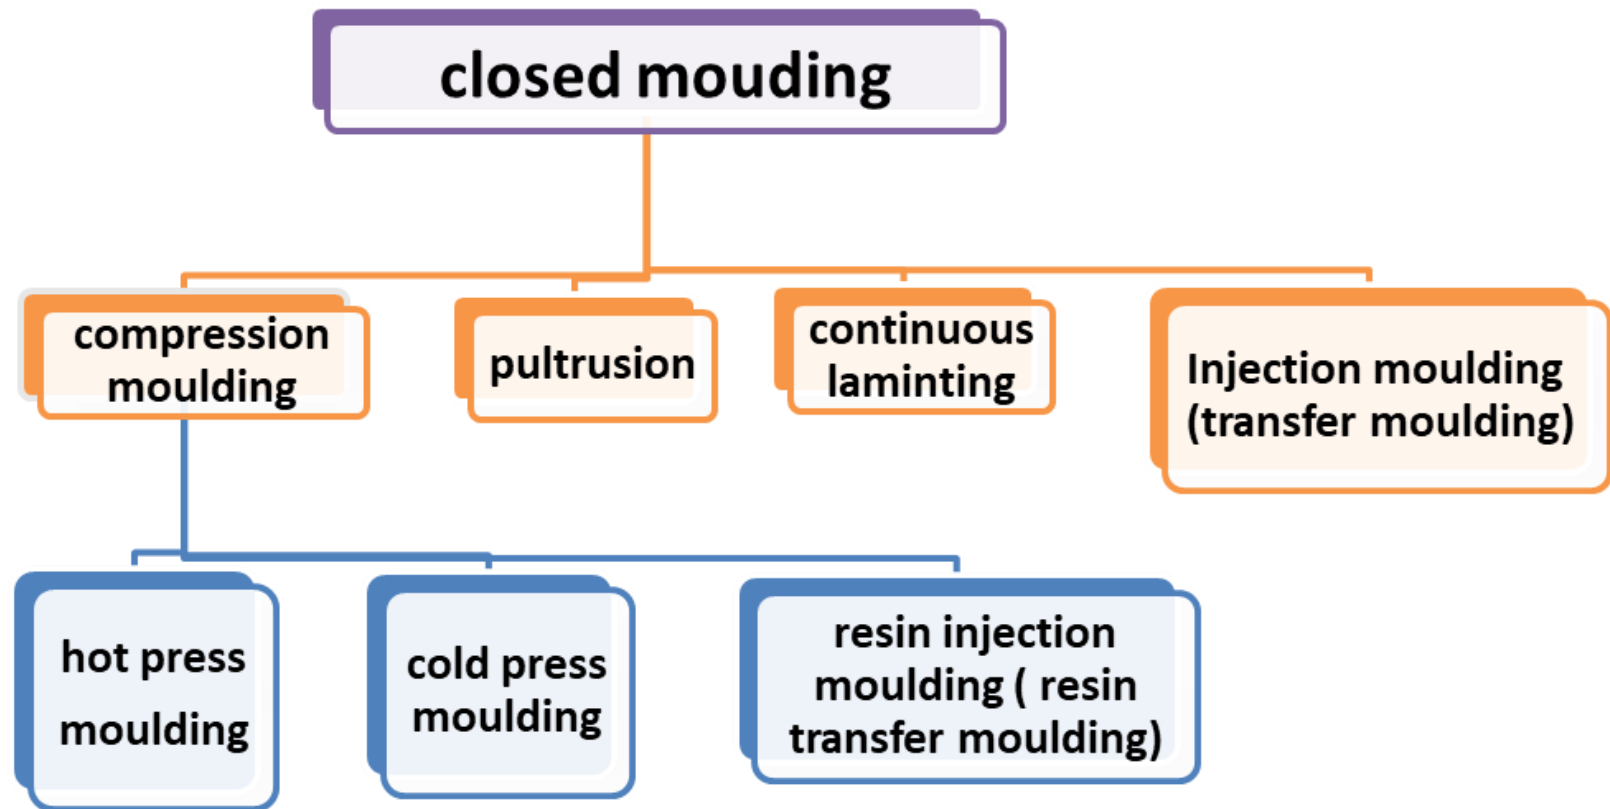 closed mouding
compression
moulding
pultrusion
continuous
laminting
Injection moulding
(transfer moulding)
hot press
moulding
cold press
moulding
resin injection
moulding ( resin
transfer moulding)